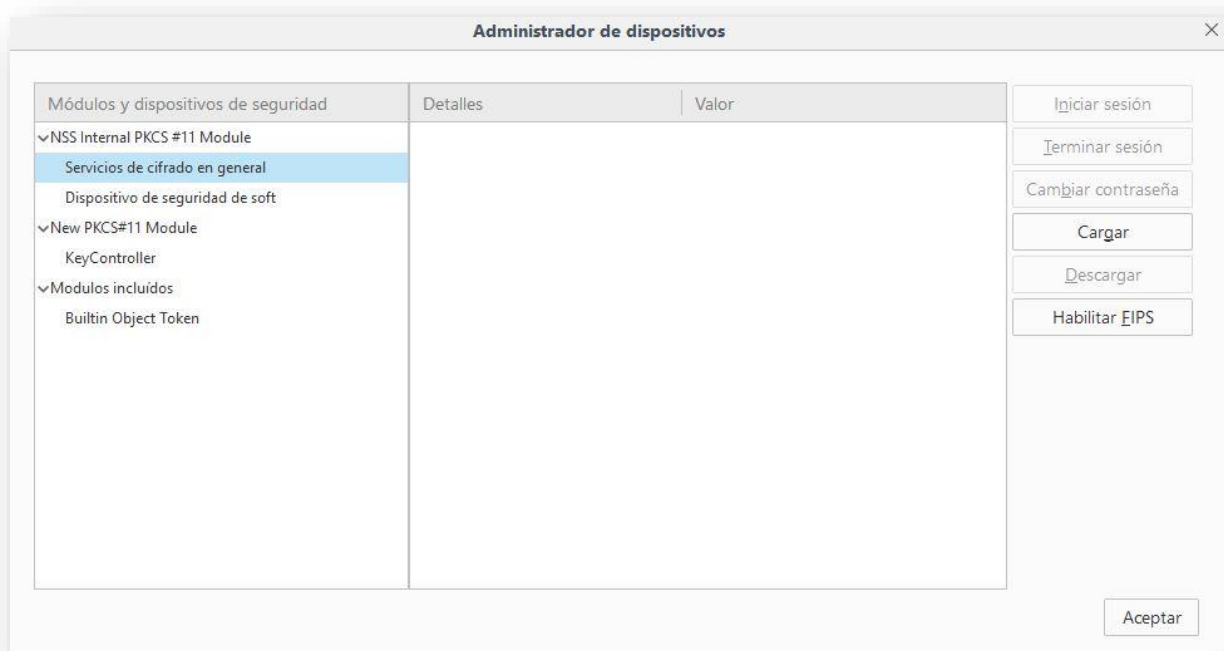 Administrador de dispositivos
Módulos y dispositivos de seguridad
Detalles
Valor
NSS Internal PKCS #11 Module
Servicios de cifrado en general
Dispositivo de seguridad de soft
New PKCS#11 Module
KeyController
Modulos incluídos
Builtin Object Token
Iniciar sesión
Terminar sesión
Cambiar contraseña
Cargar
Descargar
Habilitar FIPS
Aceptar